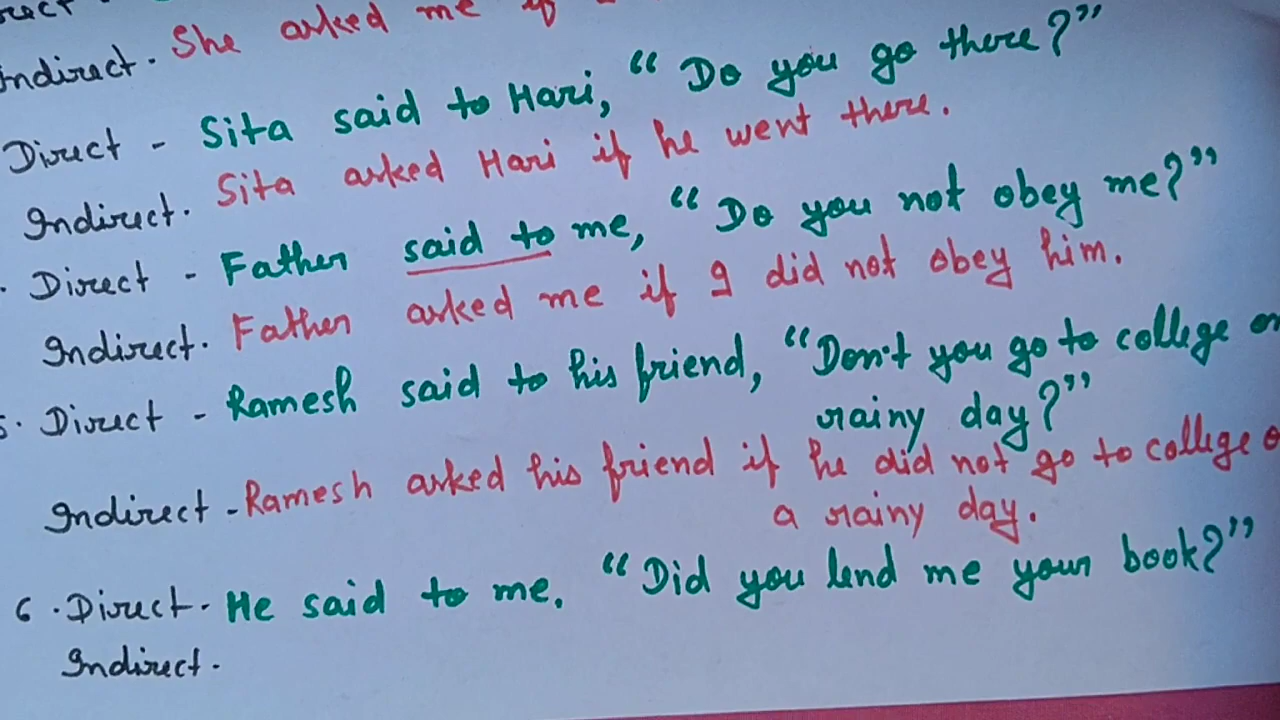 Indirect. She asked me if
Direct - Sita said to Hari, "Do you go there?"
Indirect. Sita asked Hari if he went there.
Direct - Father said to me, "Do you not obey me?"
Indirect. Father asked me if I did not obey him.
5. Direct - Ramesh said to his friend, "Don't you go to college on
rainy day?"
Indirect - Ramesh asked his friend if he did not go to college
a rainy day.
6. Direct. He said to me. "Did you lend me your book?"
Indirect.